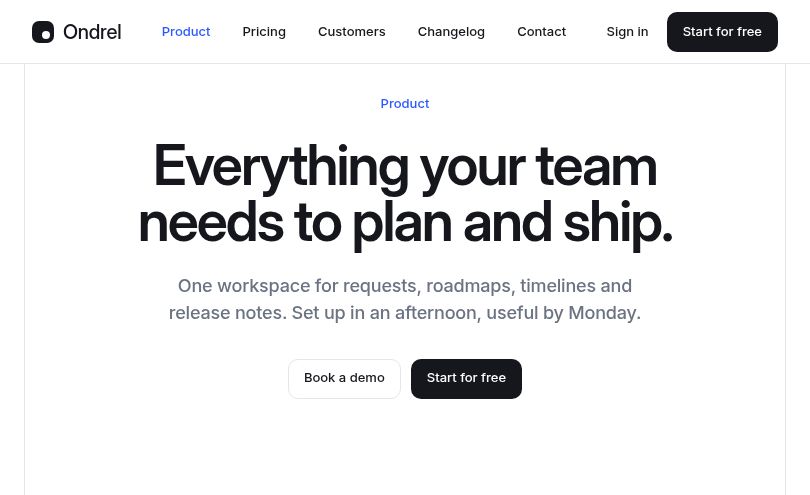 Ondrel
Product
Pricing
Customers
Changelog
Contact
Sign in
Start for free
Product
Everything your team
needs to plan and ship.
One workspace for requests, roadmaps, timelines and
release notes. Set up in an afternoon, useful by Monday.
Book a demo
Start for free